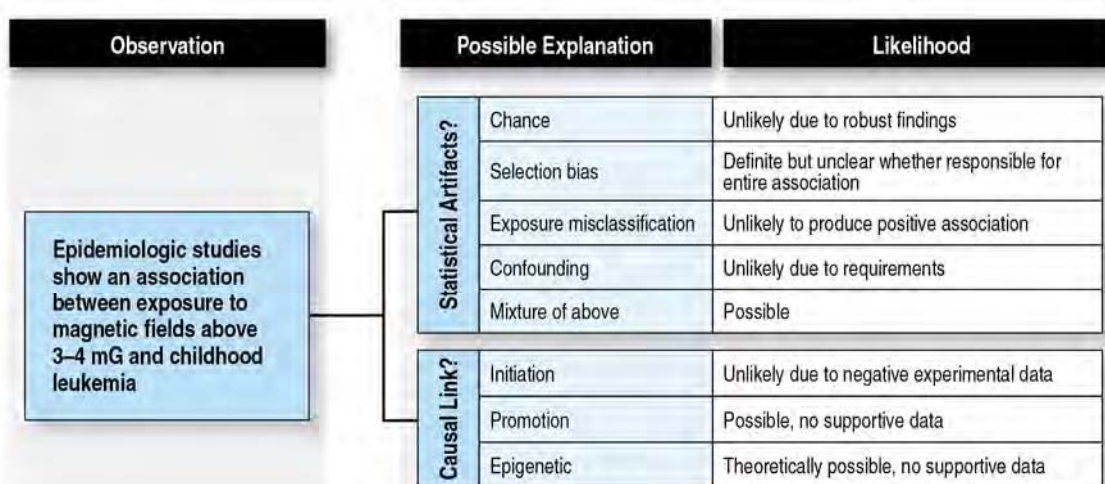 Observation
Possible Explanation
Likelihood
Epidemiologic studies
show an association
between exposure to
magnetic fields above
3–4 mG and childhood
leukemia
Statistical Artifacts?
Chance
Unlikely due to robust findings
Selection bias
Definite but unclear whether responsible for
entire association
Exposure misclassification
Unlikely to produce positive association
Confounding
Unlikely due to requirements
Mixture of above
Possible
Causal Link?
Initiation
Unlikely due to negative experimental data
Promotion
Possible, no supportive data
Epigenetic
Theoretically possible, no supportive data